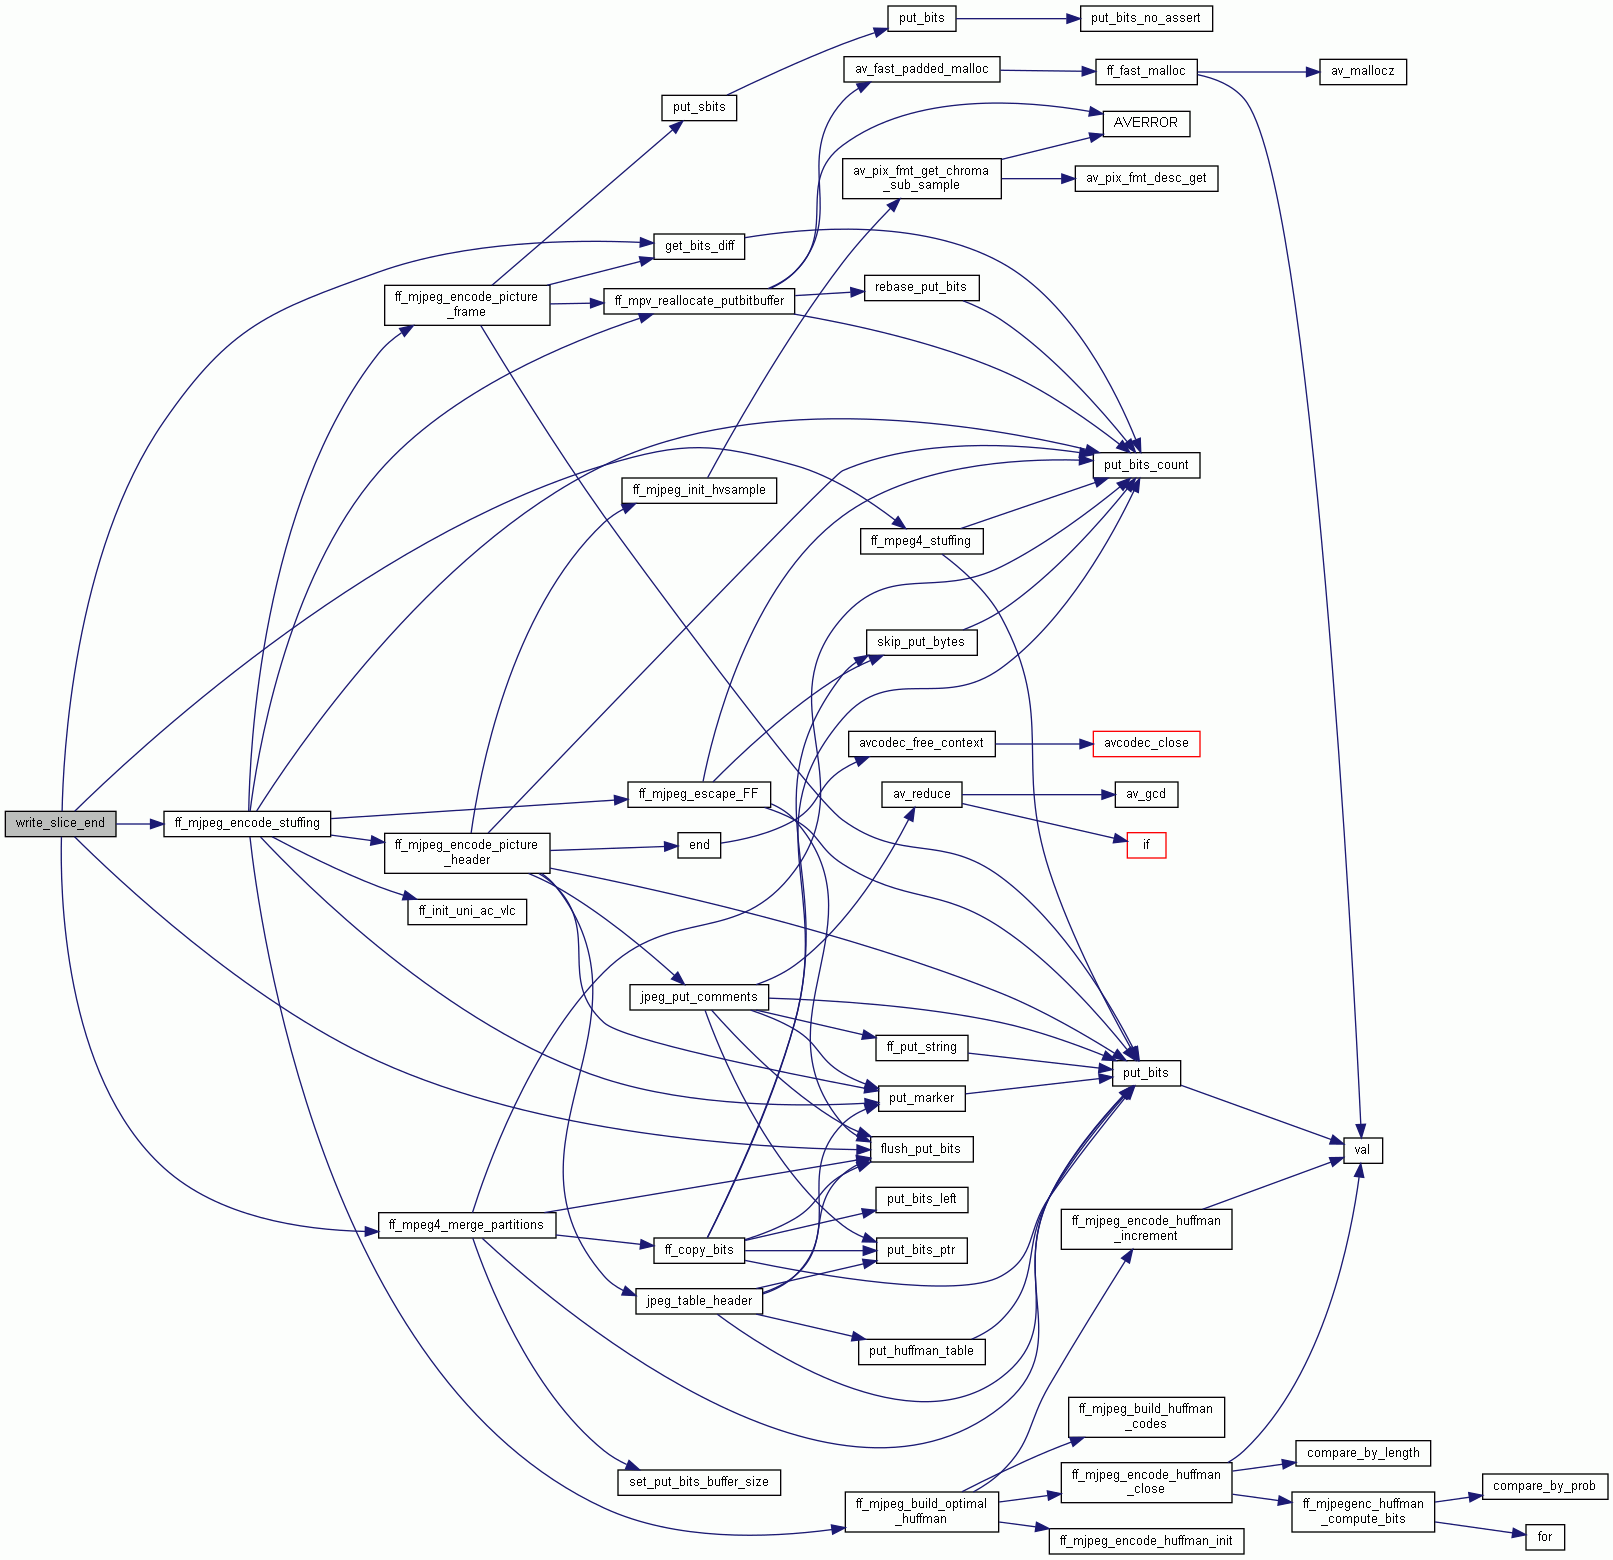 put_bits
put_bits_no_assert
av_fast_padded_malloc
ff_fast_malloc
av_mallocz
put_sbits
AVERROR
av_pix_fmt_get_chroma
_sub_sample
av_pix_fmt_desc_get
get_bits_diff
ff_mjpeg_encode_picture
_frame
ff_mpv_reallocate_putbitbuffer
rebase_put_bits
put_bits_count
ff_mjpeg_init_hvsample
ff_mpeg4_stuffing
skip_put_bytes
avcodec_free_context
avcodec_close
ff_mjpeg_escape_FF
av_reduce
av_gcd
write_slice_end
ff_mjpeg_encode_stuffing
ff_mjpeg_encode_picture
_header
end
if
ff_init_uni_ac_vlc
jpeg_put_comments
ff_put_string
put_bits
put_marker
flush_put_bits
val
put_bits_left
ff_mpeg4_merge_partitions
ff_mjpeg_encode_huffman
_increment
ff_copy_bits
put_bits_ptr
jpeg_table_header
put_huffman_table
ff_mjpeg_build_huffman
_codes
compare_by_length
set_put_bits_buffer_size
ff_mjpeg_encode_huffman
_close
compare_by_prob
ff_mjpeg_build_optimal
_huffman
ff_mjpegenc_huffman
_compute_bits
ff_mjpeg_encode_huffman_init
for